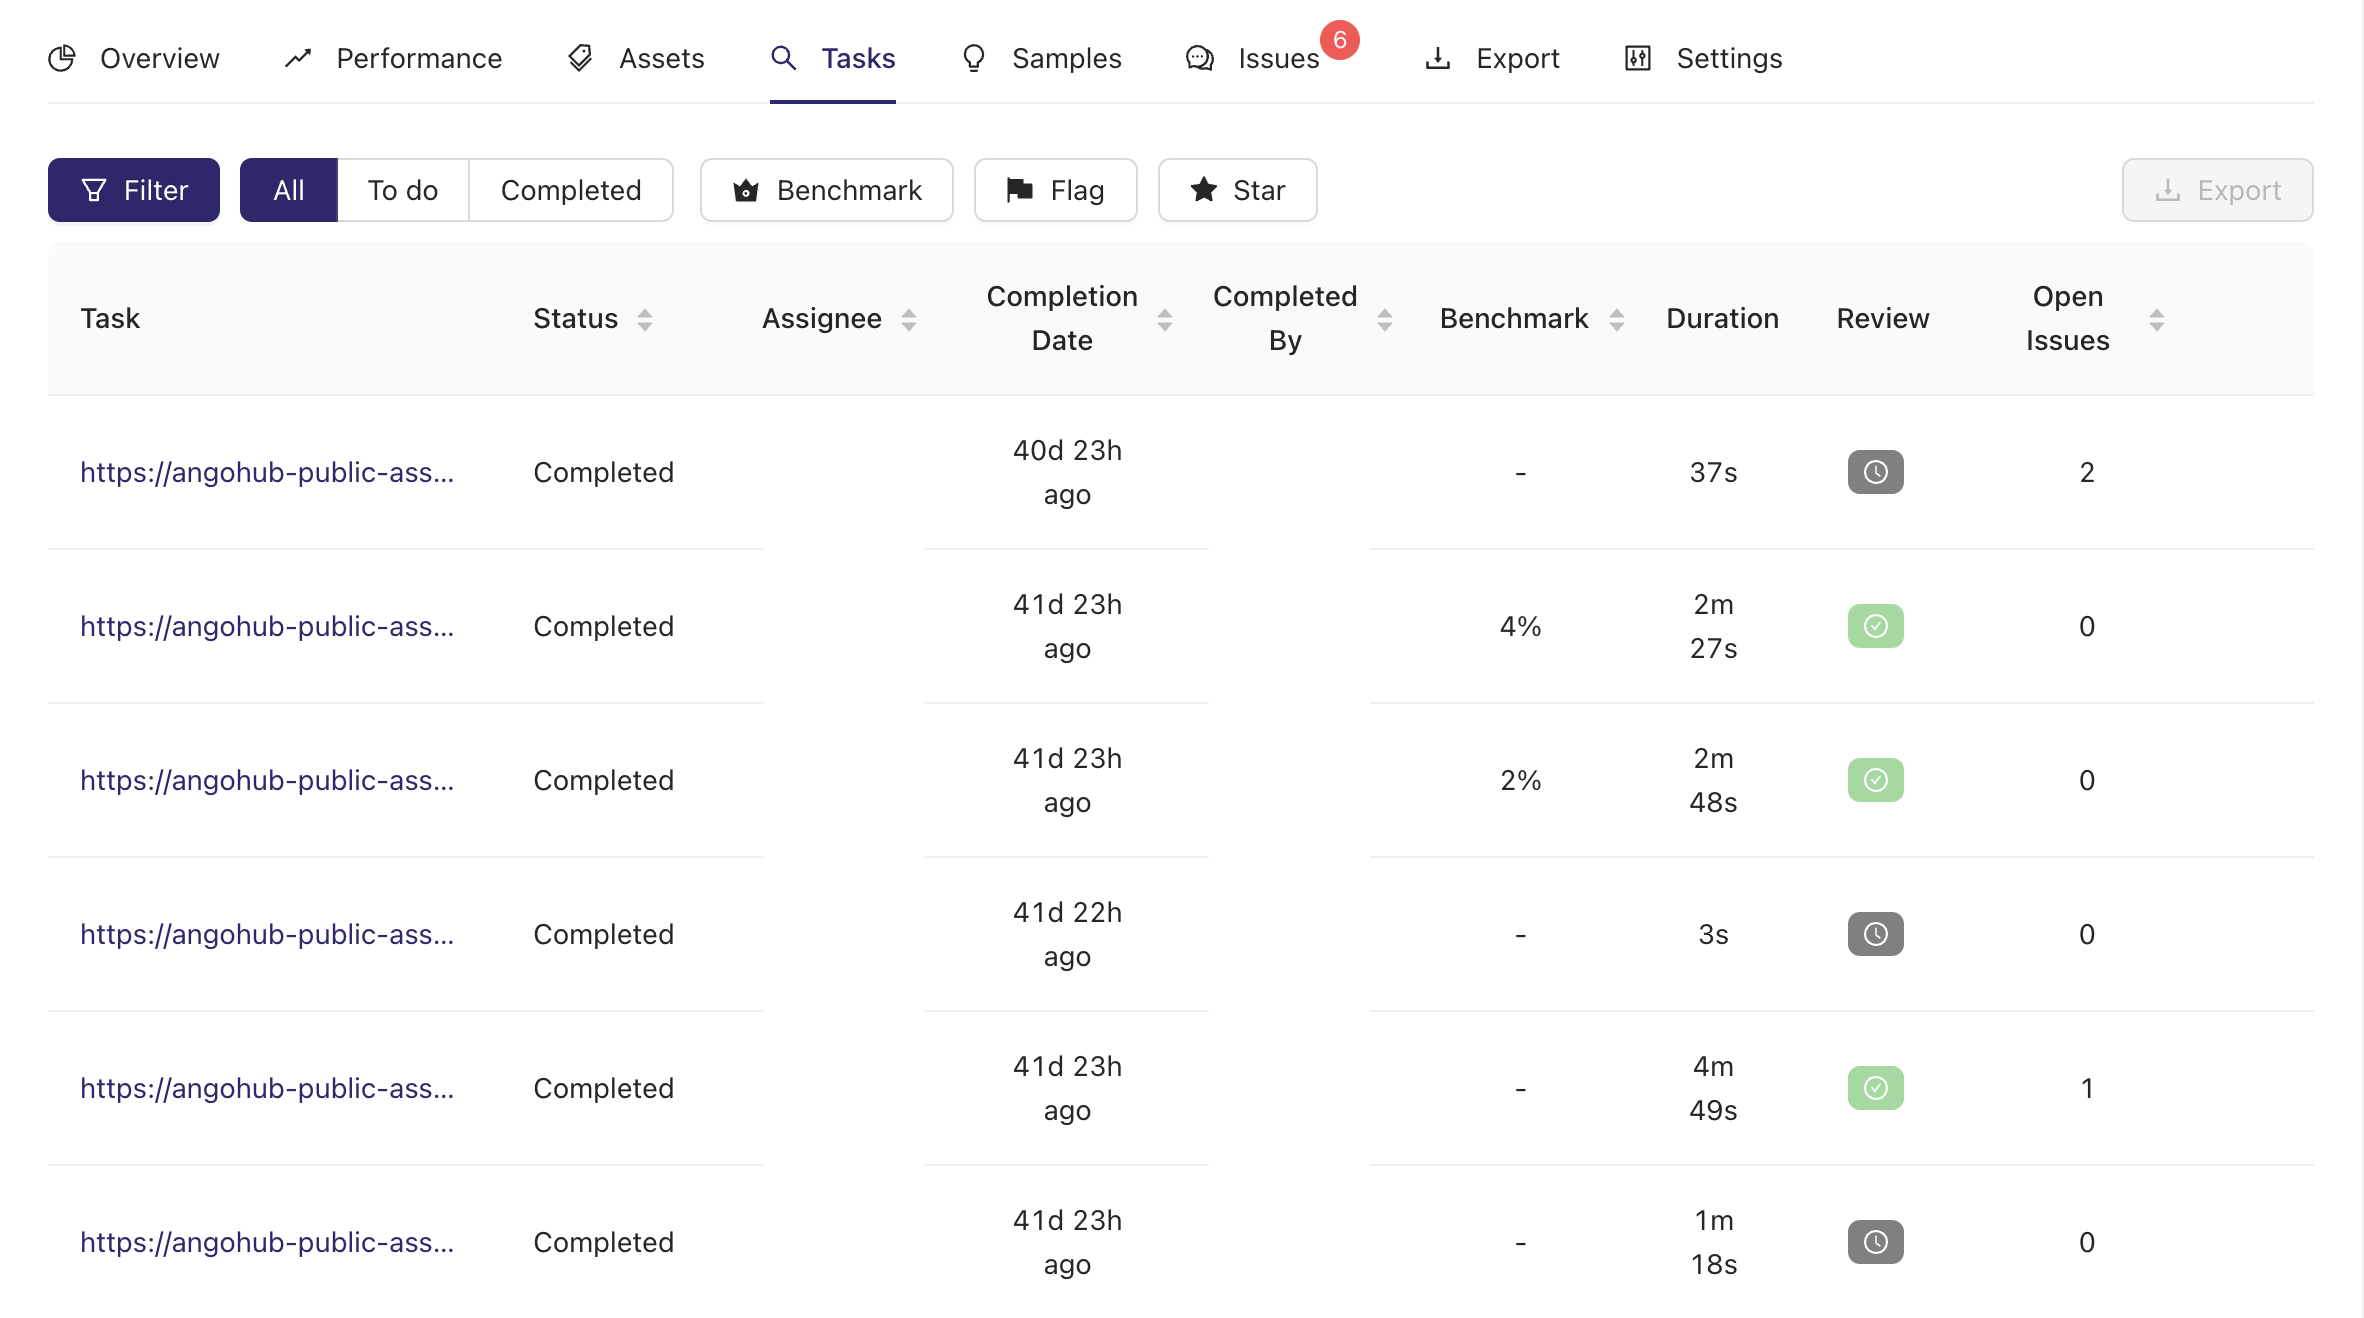 Overview Performance Assets Tasks Samples Issues 6 Export Settings
Filter All To do Completed Benchmark Flag Star Export
Task Status Assignee Completion Date Completed By Benchmark Duration Review Open Issues
https://angohub-public-ass... Completed 40d 23h ago - 37s 2
https://angohub-public-ass... Completed 41d 23h ago 4% 2m 27s 0
https://angohub-public-ass... Completed 41d 23h ago 2% 2m 48s 0
https://angohub-public-ass... Completed 41d 22h ago - 3s 0
https://angohub-public-ass... Completed 41d 23h ago - 4m 49s 1
https://angohub-public-ass... Completed 41d 23h ago - 1m 18s 0